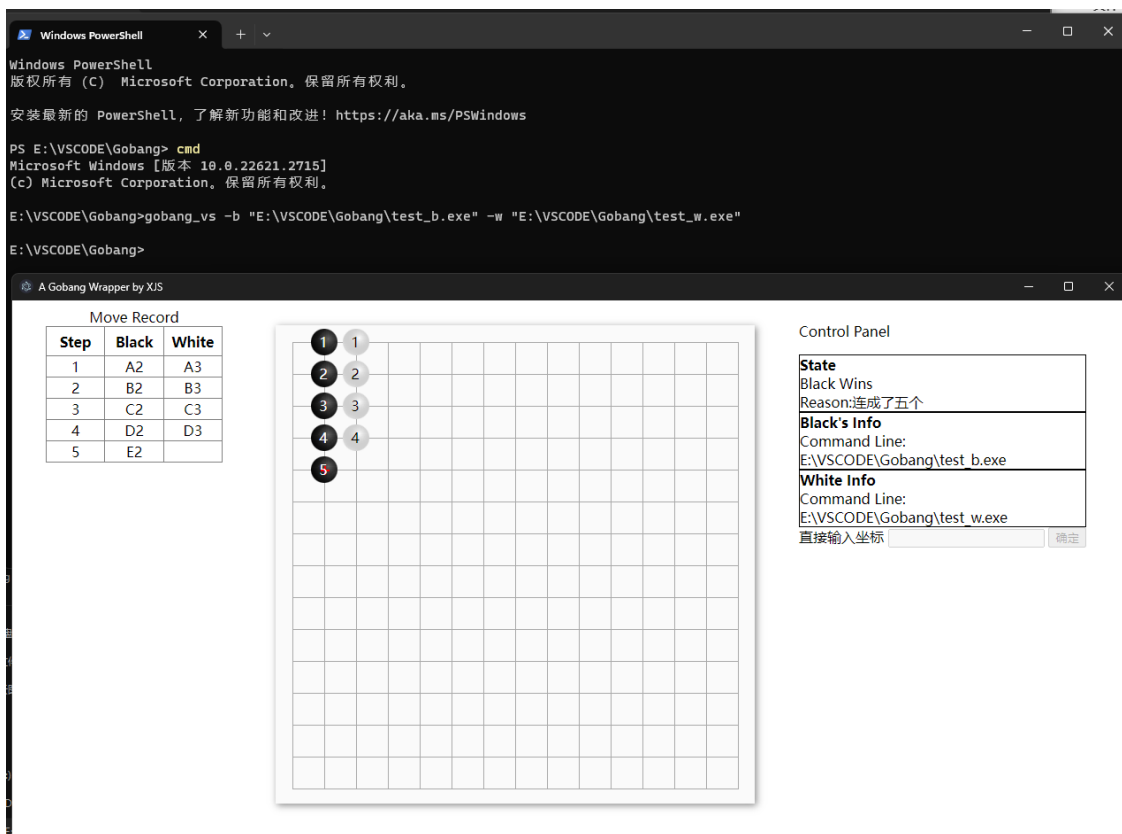 Windows PowerShell
Windows PowerShell
版权所有 (C) Microsoft Corporation。保留所有权利。
安装最新的 PowerShell，了解新功能和改进！https://aka.ms/PSWindows
PS E:\VSCODE\Gobang> cmd
Microsoft Windows [版本 10.0.22621.2715]
(c) Microsoft Corporation。保留所有权利。
E:\VSCODE\Gobang>gobang_vs -b "E:\VSCODE\Gobang\test_b.exe" -w "E:\VSCODE\Gobang\test_w.exe"
E:\VSCODE\Gobang>
A Gobang Wrapper by XJS
Move Record
Step Black White
1 A2 A3
2 B2 B3
3 C2 C3
4 D2 D3
5 E2
1 1
2 2
3 3
4 4
5
Control Panel
State
Black Wins
Reason:连成了五个
Black's Info
Command Line:
E:\VSCODE\Gobang\test_b.exe
White Info
Command Line:
E:\VSCODE\Gobang\test_w.exe
直接输入坐标 确定